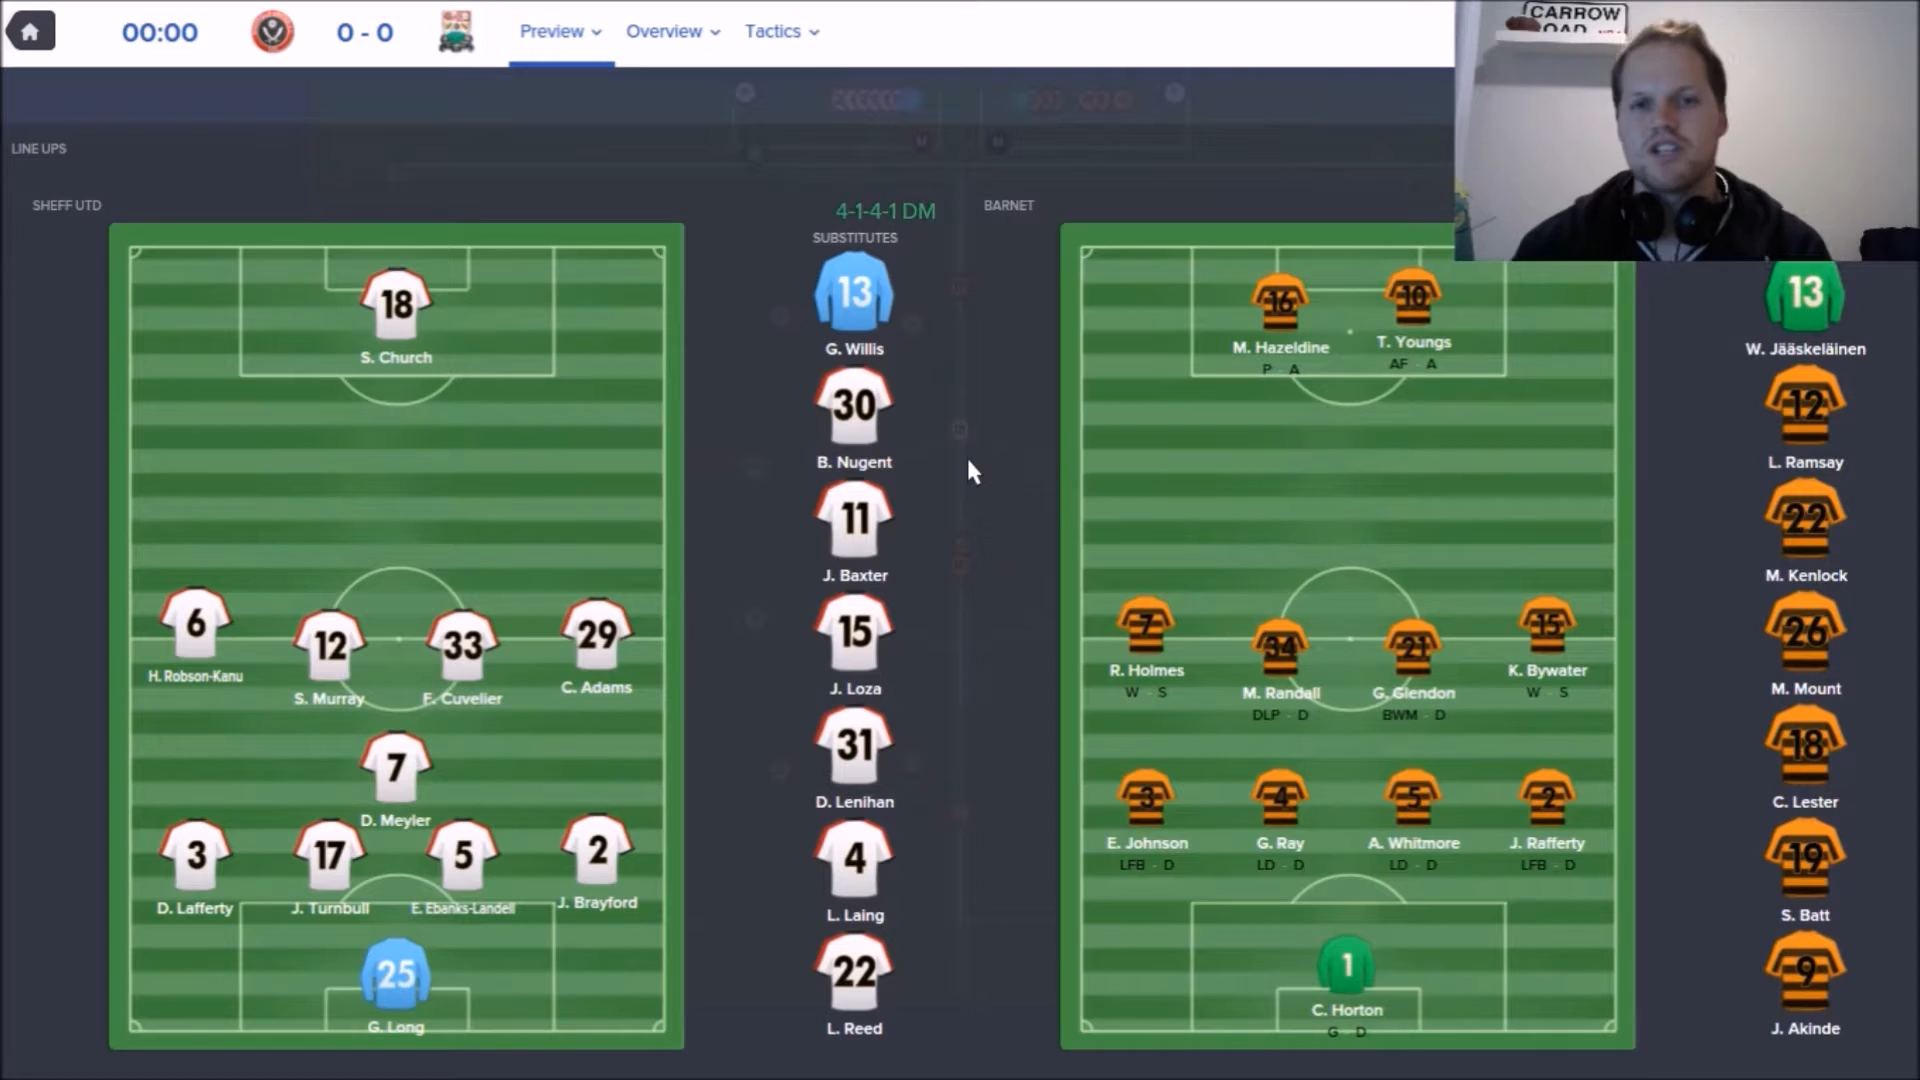 00:00 0 - 0 Preview Overview Tactics
CARROW
ROAD
LINE UPS
SHEFF UTD
4-1-4-1 DM
SUBSTITUTES
18
S. Church
6
H. Robson-Kanu
12
S. Murray
33
F. Cuvelier
29
C. Adams
7
D. Meyler
3
D. Lafferty
17
J. Turnbull
5
E. Ebanks-Landell
2
J. Brayford
25
G. Long
13
G. Willis
30
B. Nugent
11
J. Baxter
15
J. Loza
31
D. Lenihan
4
L. Laing
22
L. Reed
BARNET
16
M. Hazeldine
P - A
10
T. Youngs
AF - A
7
R. Holmes
W - S
34
M. Randall
DLP - D
21
G. Glendon
BWM - D
15
K. Bywater
W - S
3
E. Johnson
LFB - D
4
G. Ray
LD - D
5
A. Whitmore
LD - D
2
J. Rafferty
LFB - D
1
C. Horton
G - D
13
W. Jääskeläinen
12
L. Ramsay
22
M. Kenlock
26
M. Mount
18
C. Lester
19
S. Batt
9
J. Akinde